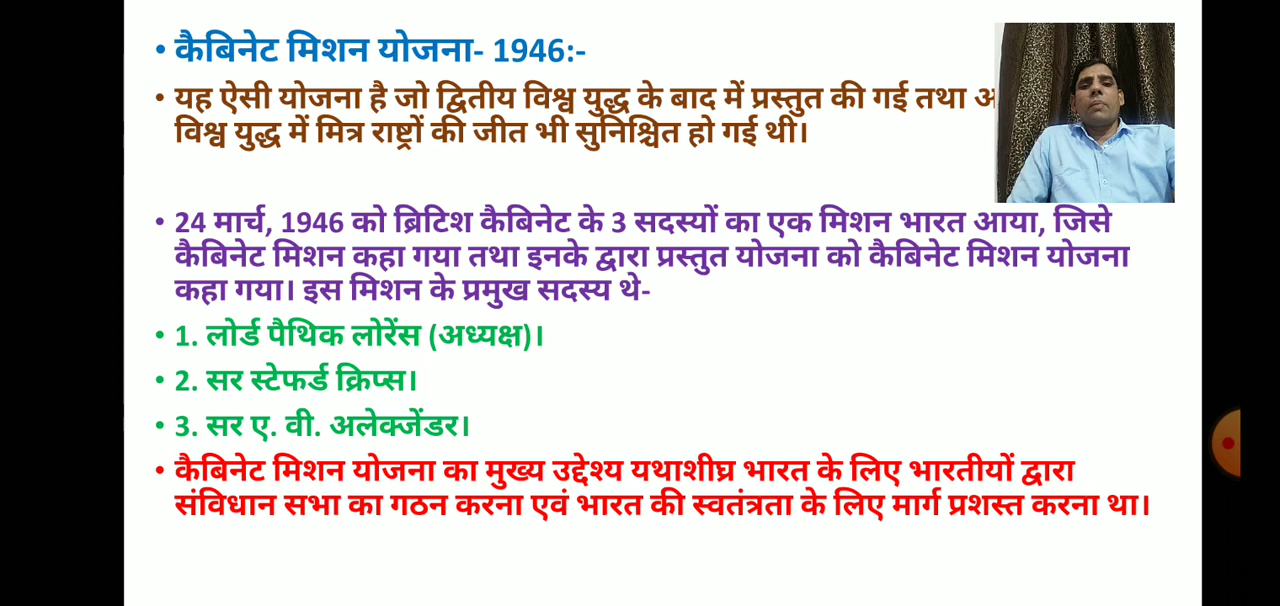 • कैबिनेट मिशन योजना- 1946:-
• यह ऐसी योजना है जो द्वितीय विश्व युद्ध के बाद में प्रस्तुत की गई तथा
विश्व युद्ध में मित्र राष्ट्रों की जीत भी सुनिश्चित हो गई थी।
• 24 मार्च, 1946 को ब्रिटिश कैबिनेट के 3 सदस्यों का एक मिशन भारत आया, जिसे
कैबिनेट मिशन कहा गया तथा इनके द्वारा प्रस्तुत योजना को कैबिनेट मिशन योजना
कहा गया। इस मिशन के प्रमुख सदस्य थे-
• 1. लोर्ड पैथिक लोरेंस (अध्यक्ष)।
• 2. सर स्टेफर्ड क्रिप्स।
• 3. सर ए. वी. अलेक्जेंडर।
• कैबिनेट मिशन योजना का मुख्य उद्देश्य यथाशीघ्र भारत के लिए भारतीयों द्वारा
संविधान सभा का गठन करना एवं भारत की स्वतंत्रता के लिए मार्ग प्रशस्त करना था।